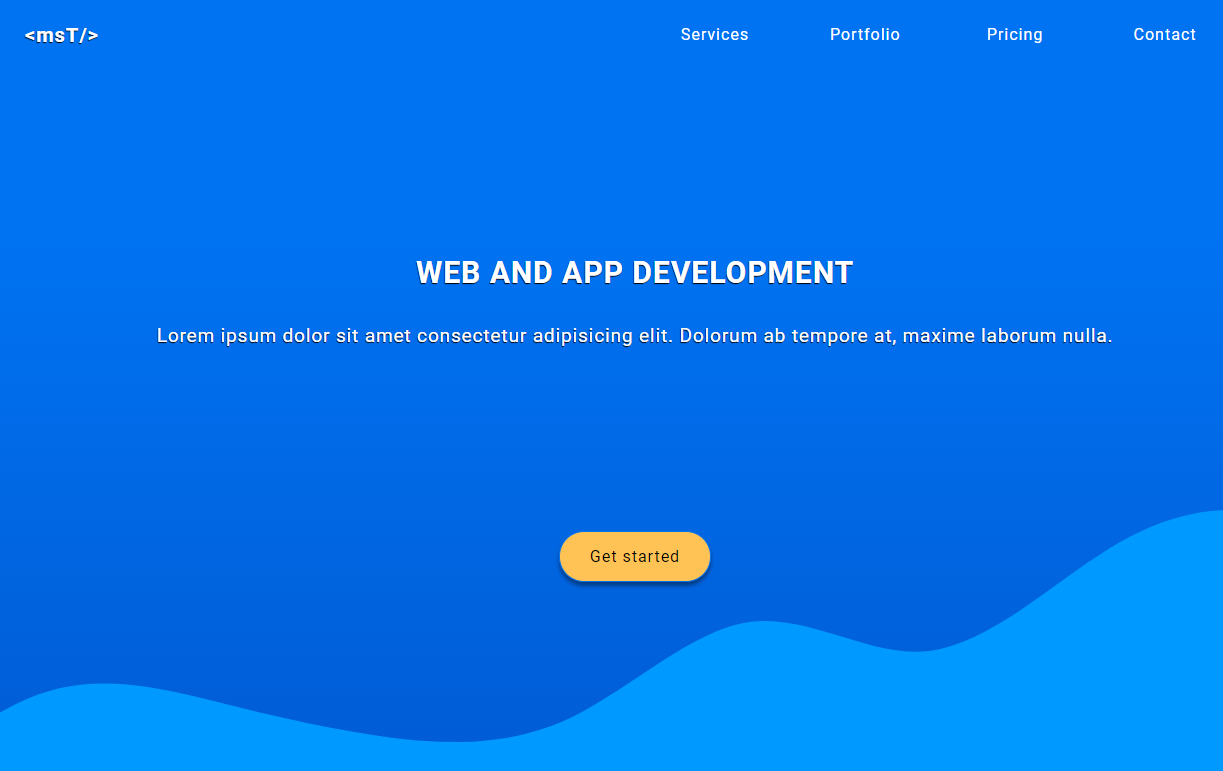 <msT/>
Services Portfolio Pricing Contact
WEB AND APP DEVELOPMENT
Lorem ipsum dolor sit amet consectetur adipisicing elit. Dolorum ab tempore at, maxime laborum nulla.
Get started